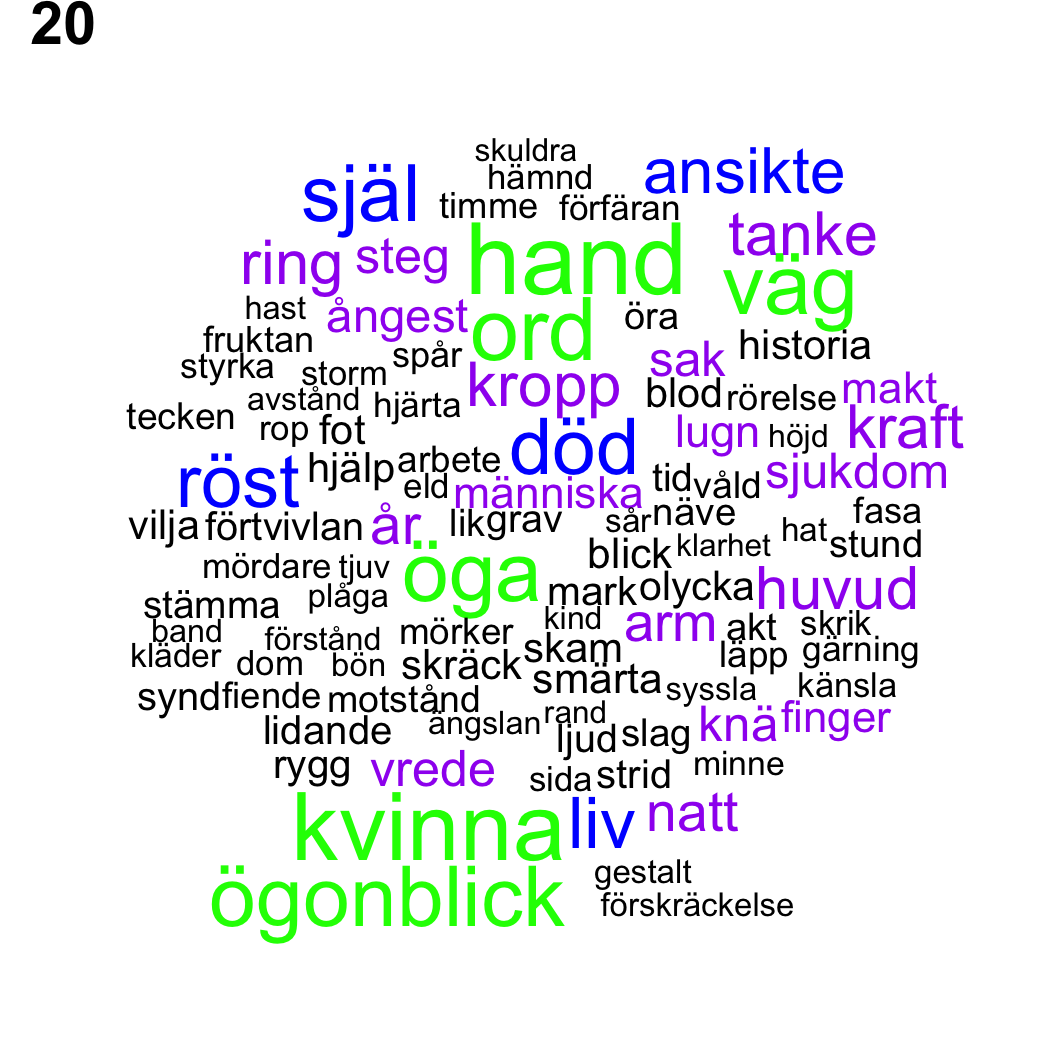 20
skuldra
själ hämnd ansikte
timme förfäran
hand tanke
ring steg väg
hast ångest ord öra
fruktan spår sak historia
styrka storm kropp blod rörelse makt
tecken avstånd hjärta
rop fot död lugn höjd kraft
röst hjälp arbete tid våld sjukdom
eld människa
vilja förtvivlan år lik grav sår näve hat fasa
blick klarhet stund
mördare tjuv öga
stämma plåga mark olycka huvud
band förstånd mörker kind arm akt skrik
kläder dom bön skräck skam läpp gärning
synd fiende motstånd smärta syssla känsla
lidande ängslan rand ljud slag knä finger
rygg vrede sida strid minne
kvinna liv natt
ögonblick gestalt
förskräckelse